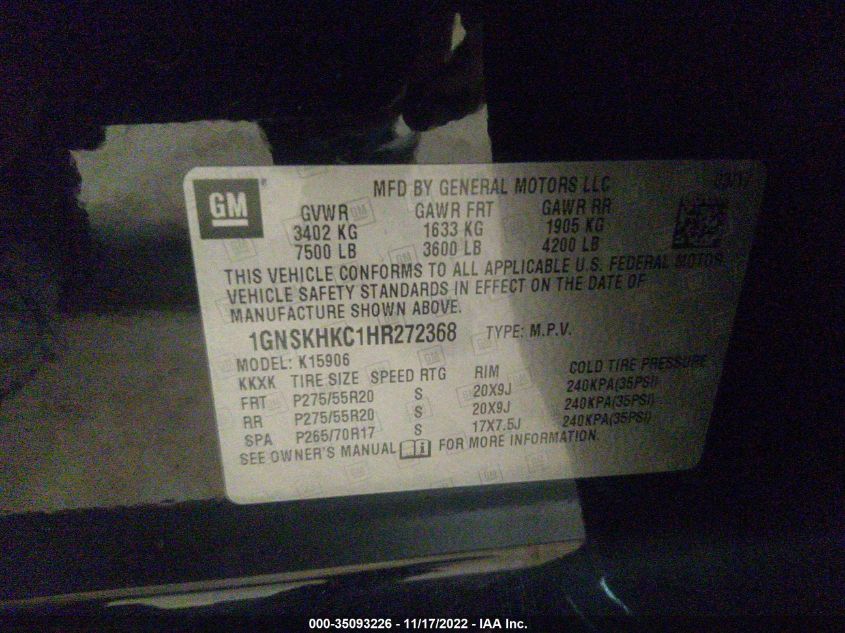 GM
MFD BY GENERAL MOTORS LLC
GVWR GAWR FRT GAWR RR
3402 KG 1633 KG 1905 KG
7500 LB 3600 LB 4200 LB
THIS VEHICLE CONFORMS TO ALL APPLICABLE U.S. FEDERAL MOTOR
VEHICLE SAFETY STANDARDS IN EFFECT ON THE DATE OF
MANUFACTURE SHOWN ABOVE.
1GNSKHKC1HR272368 TYPE: M.P.V.
MODEL: K15906
KKXK TIRE SIZE SPEED RTG RIM COLD TIRE PRESSURE
FRT P275/55R20 S 20X9J 240KPA(35PSI)
RR P275/55R20 S 20X9J 240KPA(35PSI)
SPA P265/70R17 S 17X7.5J 240KPA(35PSI)
SEE OWNER'S MANUAL FOR MORE INFORMATION.
000-35093226 - 11/17/2022 - IAA Inc.